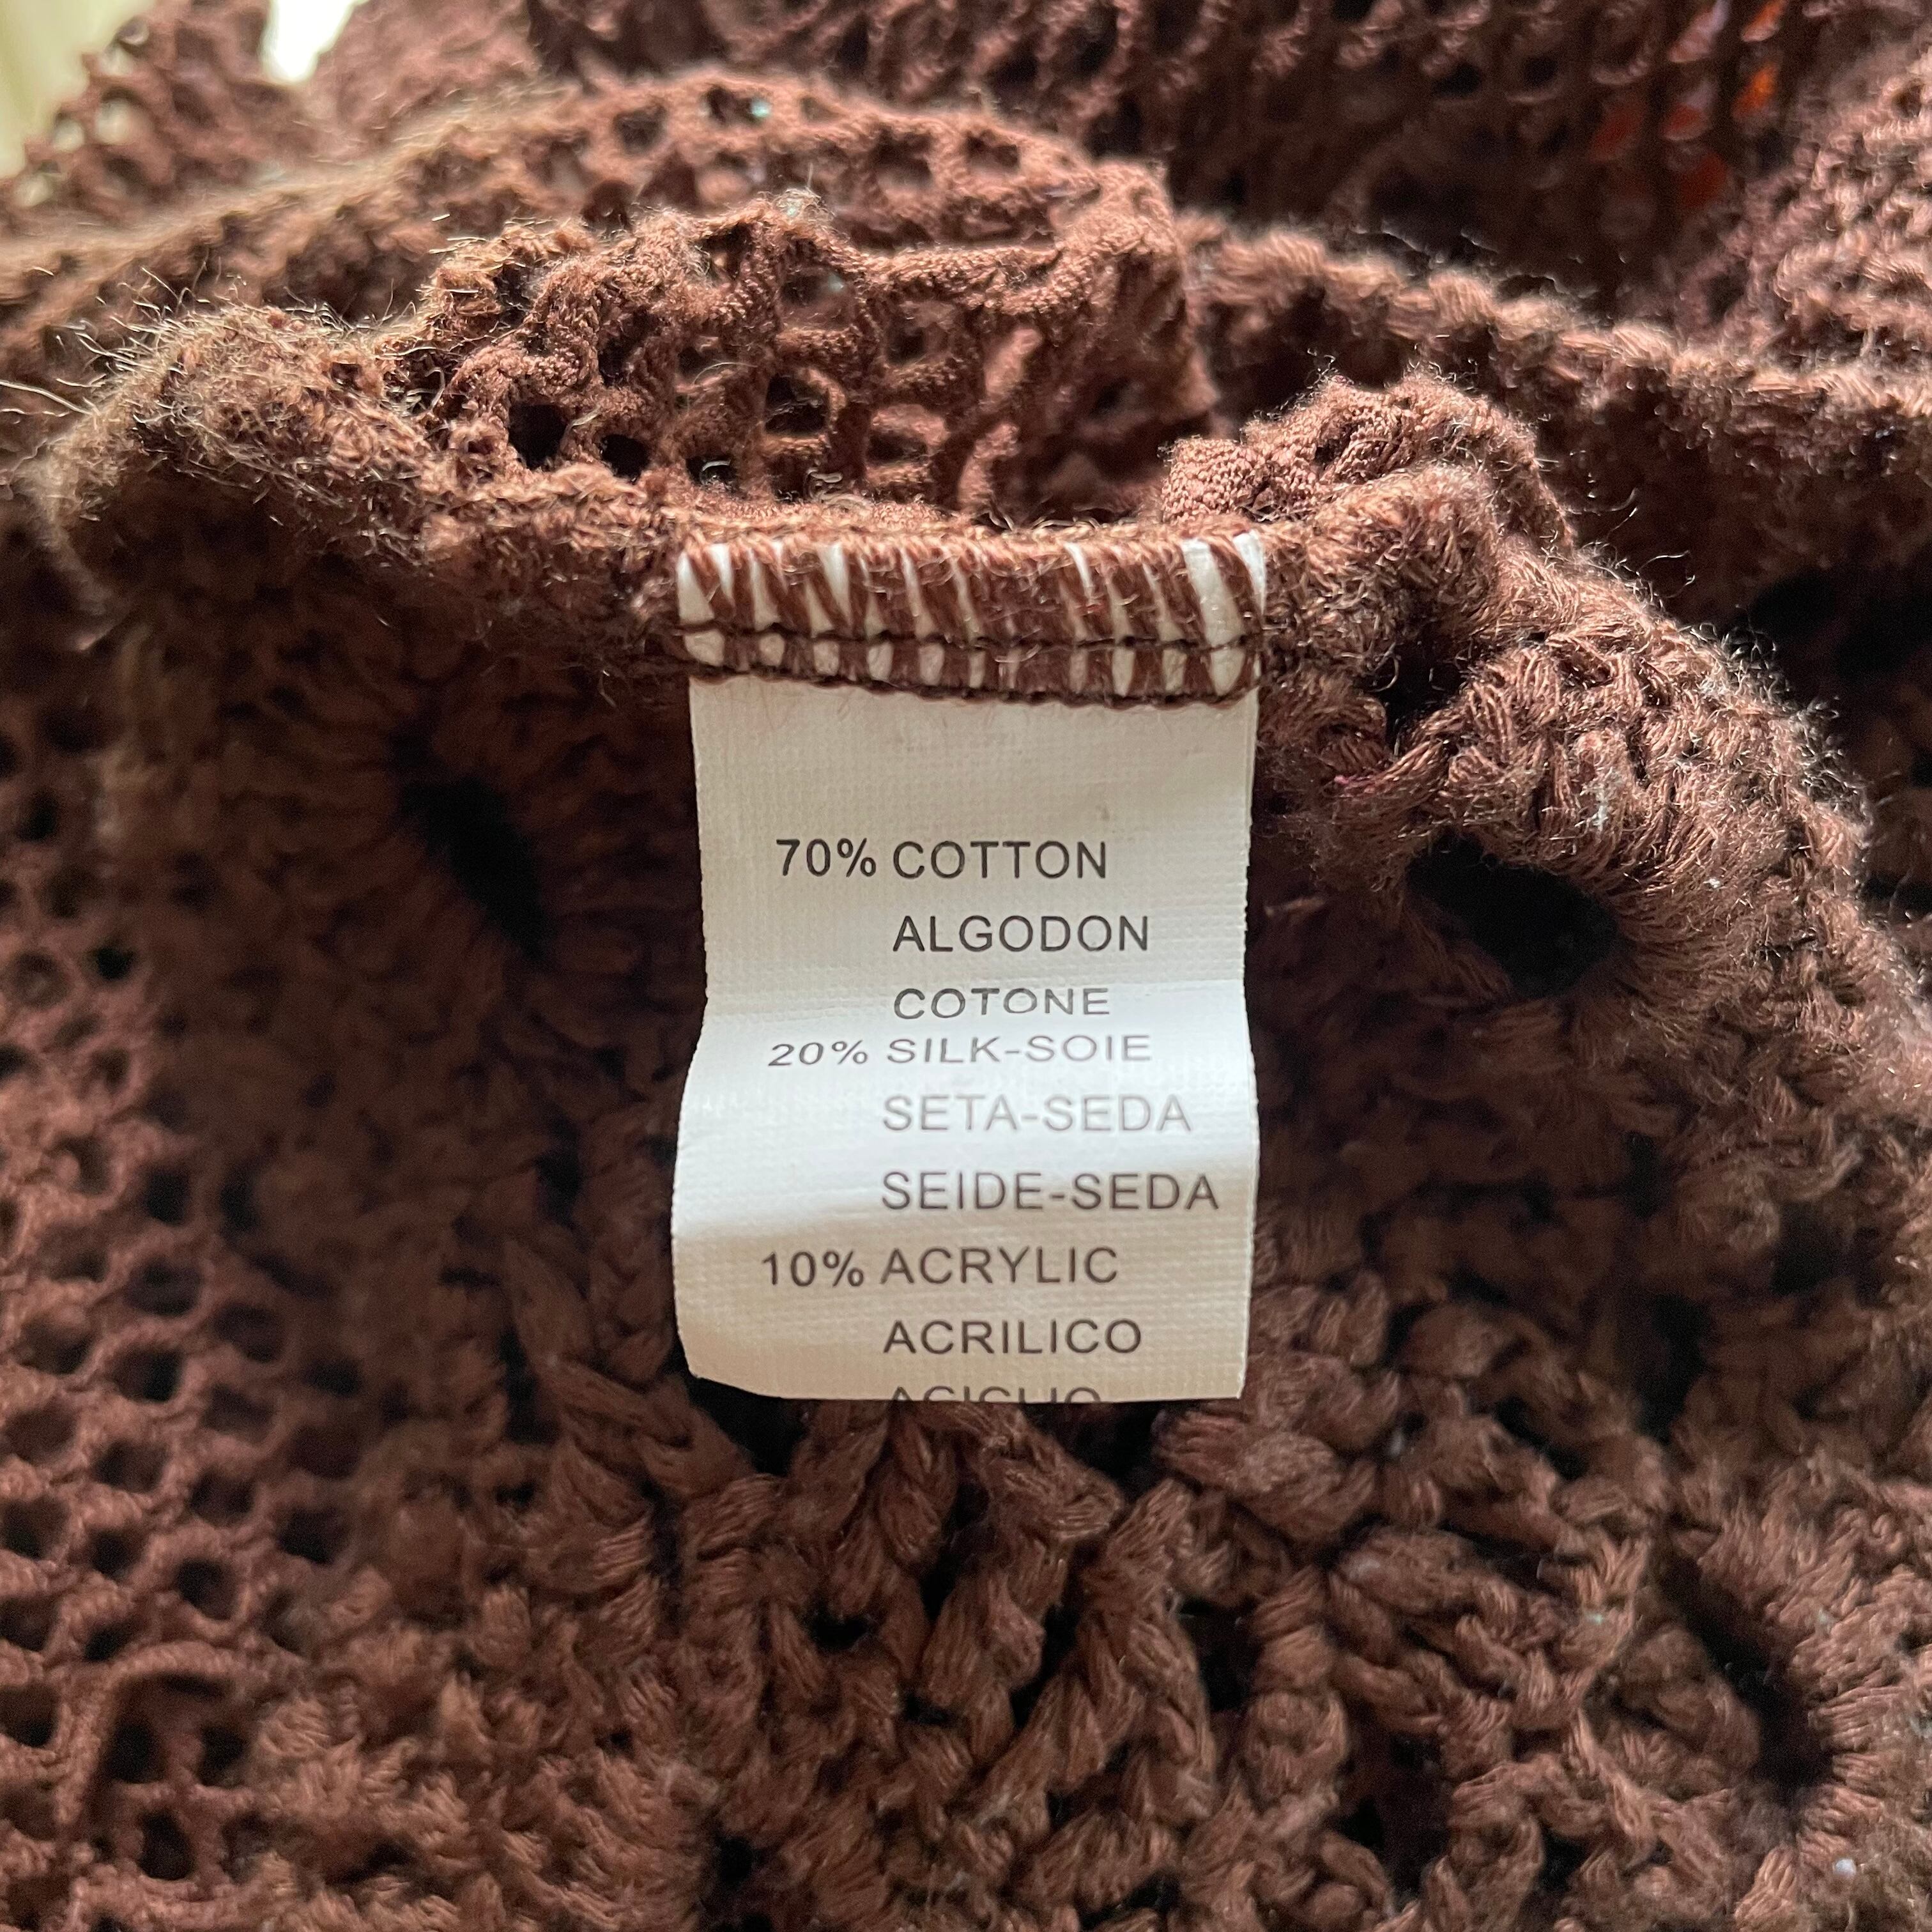 70% COTTON
ALGODON
COTONE
20% SILK-SOIE
SETA-SEDA
SEIDE-SEDA
10% ACRYLIC
ACRILICO